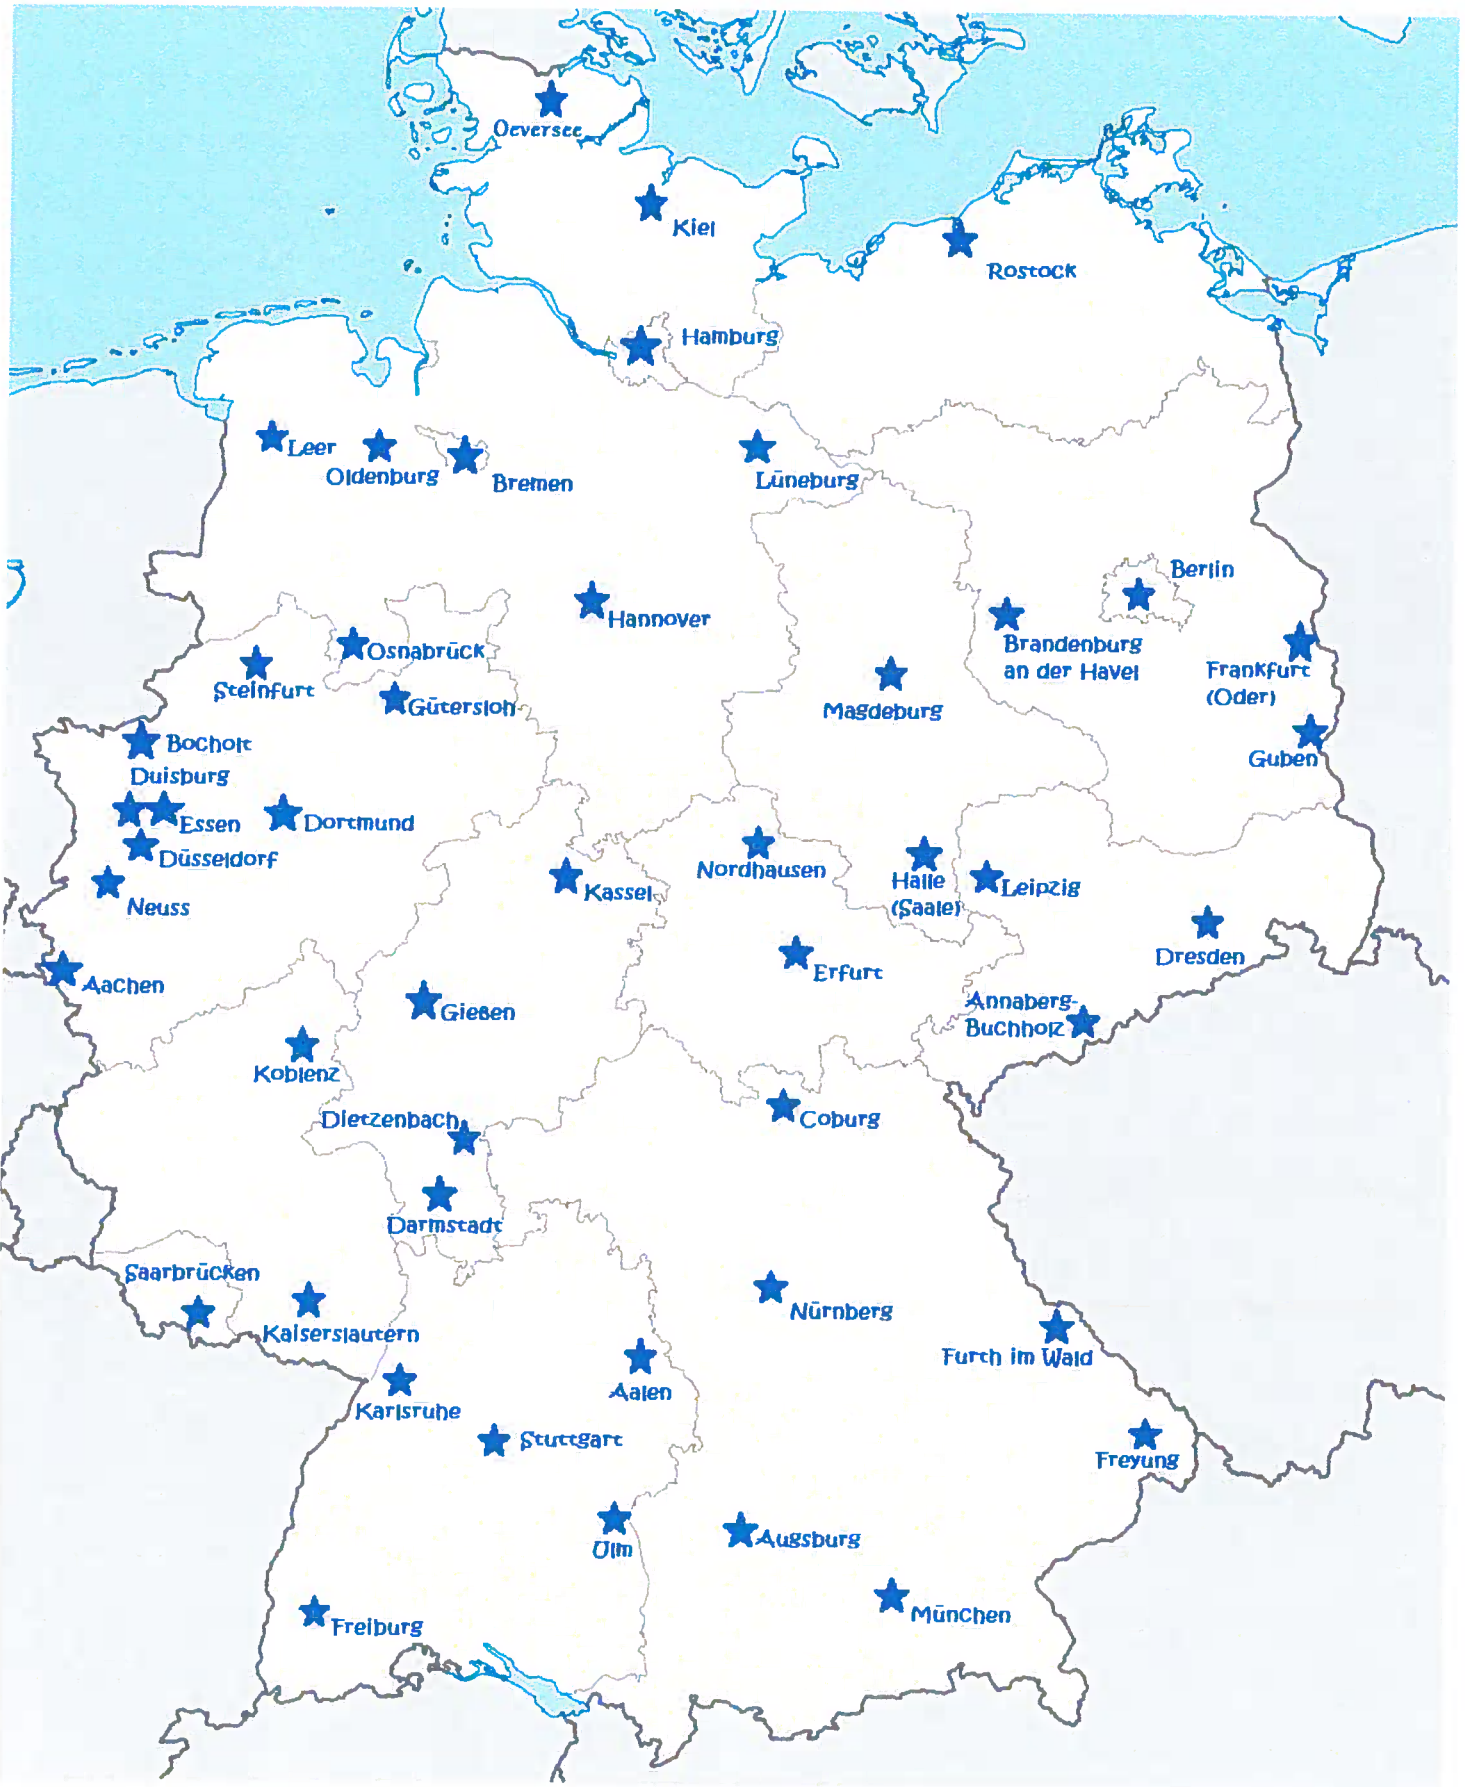 Oeversee
Kiel
Rostock
Hamburg
Leer
Oldenburg
Bremen
Lüneburg
Berlin
Hannover
Brandenburg
an der Havel
Osnabrück
Frankfurt
(Oder)
Steinfurt
Gütersloh
Magdeburg
Bocholt
Guben
Duisburg
Essen
Dortmund
Düsseldorf
Nordhausen
Halle
(Saale)
Leipzig
Kassel
Neuss
Dresden
Erfurt
Aachen
Annaberg-
Buchholz
Gießen
Koblenz
Dietzenbach
Coburg
Darmstadt
Saarbrücken
Nürnberg
Kaiserslautern
Furth im Wald
Aalen
Karlsruhe
Stuttgart
Freyung
Augsburg
Ulm
München
Freiburg